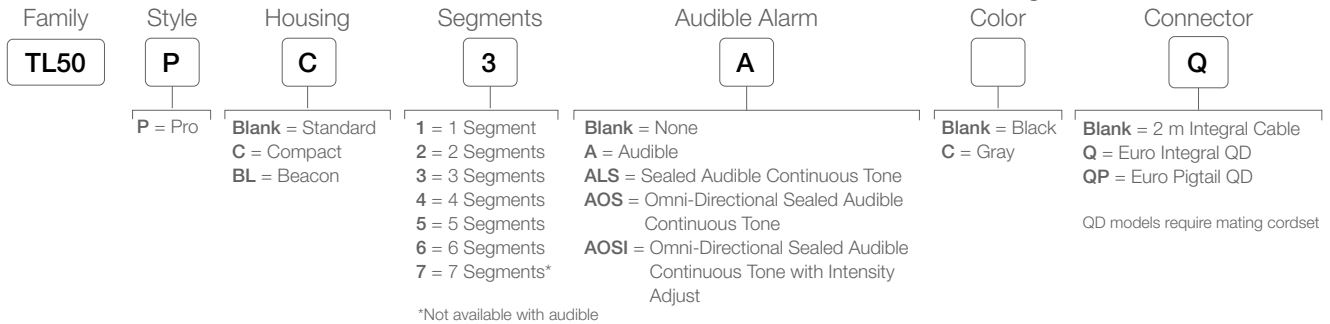 Family Style Housing Segments Audible Alarm Color Connector
TL50 P C 3 A Q
P = Pro
Blank = Standard
C = Compact
BL = Beacon
1 = 1 Segment
2 = 2 Segments
3 = 3 Segments
4 = 4 Segments
5 = 5 Segments
6 = 6 Segments
7 = 7 Segments*
*Not available with audible
Blank = None
A = Audible
ALS = Sealed Audible Continuous Tone
AOS = Omni-Directional Sealed Audible
Continuous Tone
AOSI = Omni-Directional Sealed Audible
Continuous Tone with Intensity
Adjust
Blank = Black
C = Gray
Blank = 2 m Integral Cable
Q = Euro Integral QD
QP = Euro Pigtail QD
QD models require mating cordset